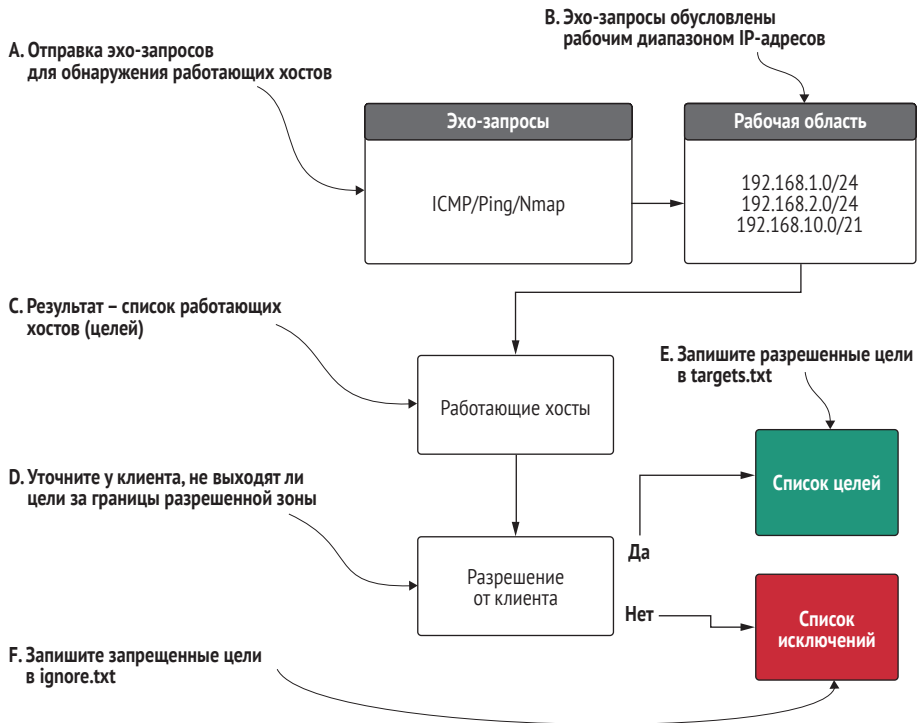 B. Эхо-запросы обусловлены
рабочим диапазоном IP-адресов
A. Отправка эхо-запросов
для обнаружения работающих хостов
Эхо-запросы
ICMP/Ping/Nmap
Рабочая область
192.168.1.0/24
192.168.2.0/24
192.168.10.0/21
C. Результат – список работающих
хостов (целей)
Работающие хосты
E. Запишите разрешенные цели
в targets.txt
Список целей
D. Уточните у клиента, не выходят ли
цели за границы разрешенной зоны
Разрешение
от клиента
Да
Нет
Список
исключений
F. Запишите запрещенные цели
в ignore.txt